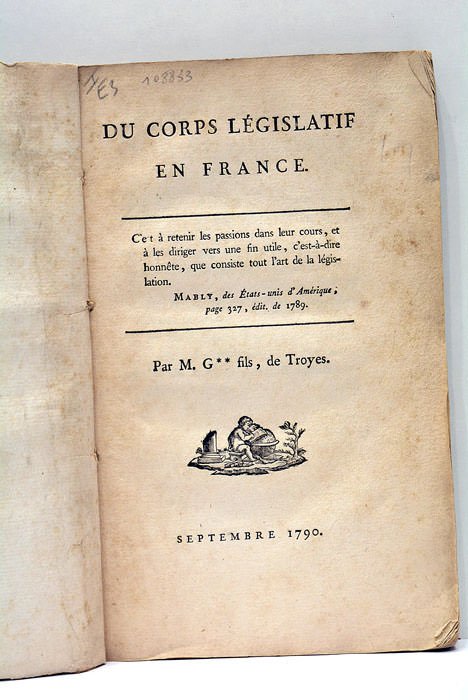 103833
DU CORPS LÉGISLATIF
EN FRANCE.
C'e t à retenir les passions dans leur cours, et
à les diriger vers une fin utile, c'est-à-dire
honnête, que consiste tout l'art de la légis-
lation.
MABLY, des États-unis d'Amérique,
page 327, édit. de 1789.
Par M. G** fils, de Troyes.
SEPTEMBRE 1790.